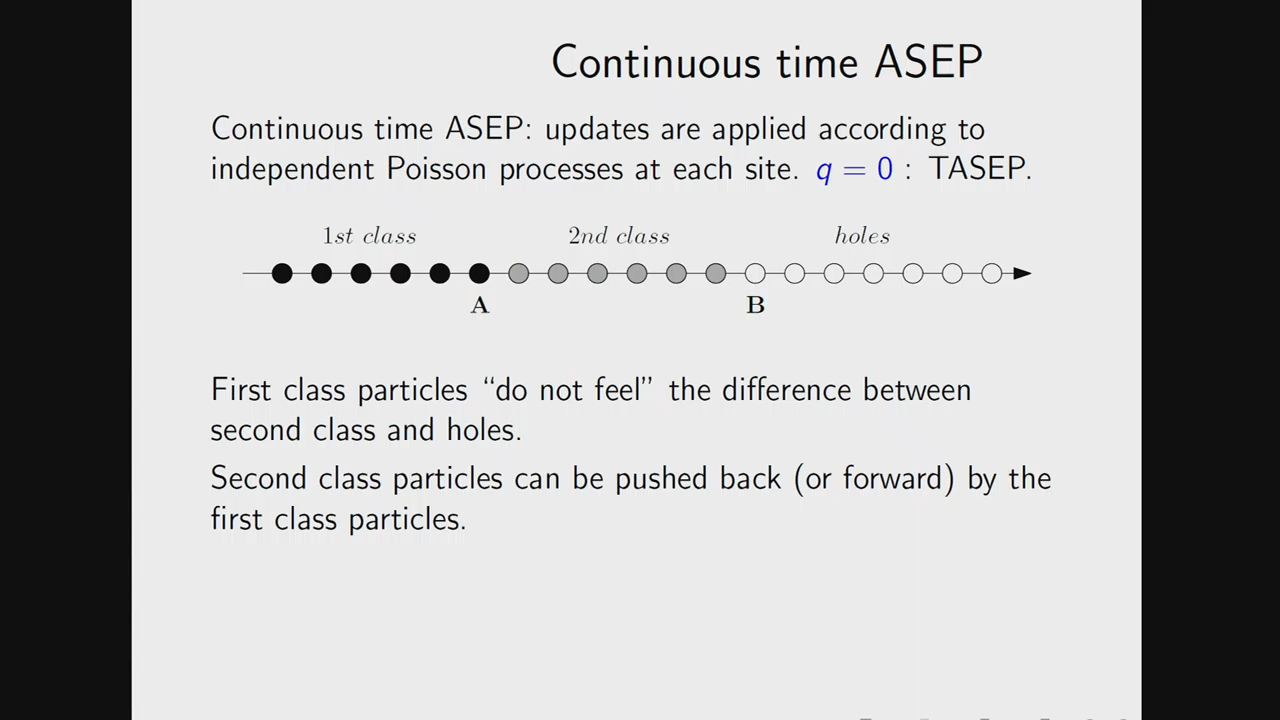 Continuous time ASEP
Continuous time ASEP: updates are applied according to
independent Poisson processes at each site. q = 0 : TASEP.
1st class 2nd class holes
A B
First class particles “do not feel” the difference between
second class and holes.
Second class particles can be pushed back (or forward) by the
first class particles.